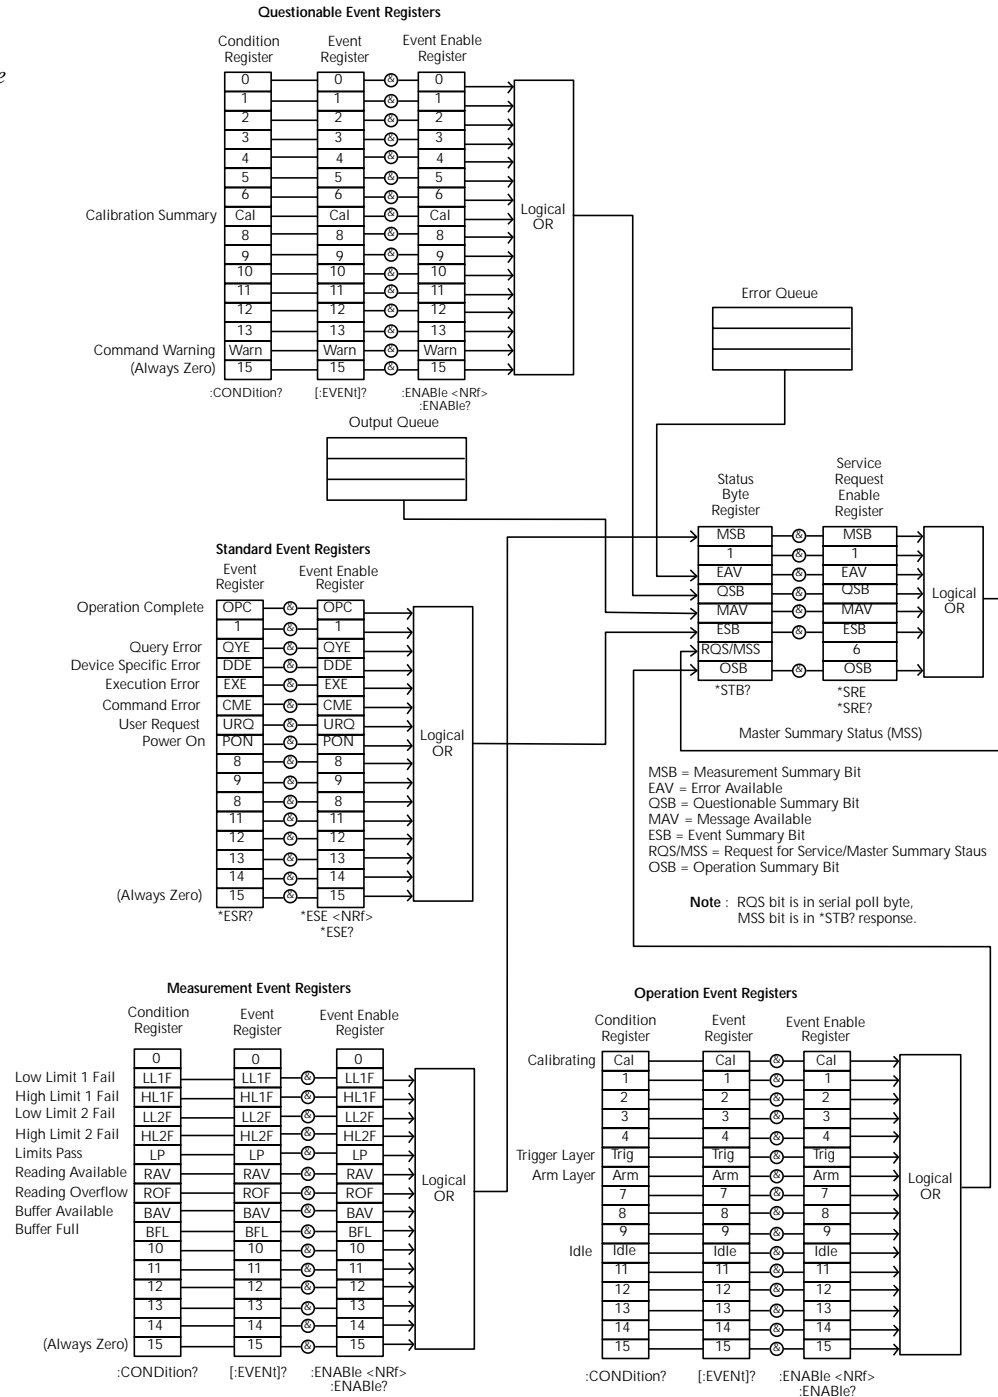 Questionable Event Registers
Condition Register
Event Register
Event Enable Register
e
0 0 & 0
1 1 & 1
2 2 & 2
3 3 & 3
4 4 & 4
5 5 & 5
6 6 & 6
Calibration Summary Cal Cal & Cal
Logical OR
8 8 & 8
9 9 & 9
10 10 & 10
11 11 & 11
12 12 & 12
13 13 & 13
Command Warning Warn Warn & Warn
(Always Zero) 15 15 & 15
:CONDition?
[:EVENt]?
:ENABle <NRf>
:ENABle?
Error Queue
Output Queue
Status Byte Register
Service Request Enable Register
MSB & MSB
1 & 1
EAV & EAV
QSB & QSB
MAV & MAV
ESB & ESB
RQS/MSS 6
OSB & OSB
Logical OR
*STB?
*SRE
*SRE?
Master Summary Status (MSS)
MSB = Measurement Summary Bit
EAV = Error Available
QSB = Questionable Summary Bit
MAV = Message Available
ESB = Event Summary Bit
RQS/MSS = Request for Service/Master Summary Staus
OSB = Operation Summary Bit
Note : RQS bit is in serial poll byte,
MSS bit is in *STB? response.
Standard Event Registers
Event Register
Event Enable Register
Operation Complete OPC & OPC
1 & 1
Query Error QYE & QYE
Device Specific Error DDE & DDE
Execution Error EXE & EXE
Command Error CME & CME
User Request URQ & URQ
Power On PON & PON
Logical OR
8 & 8
9 & 9
8 & 8
11 & 11
12 & 12
13 & 13
14 & 14
(Always Zero) 15 & 15
*ESR?
*ESE <NRf>
*ESE?
Measurement Event Registers
Condition Register
Event Register
Event Enable Register
0 0 0
Low Limit 1 Fail LL1F LL1F & LL1F
High Limit 1 Fail HL1F HL1F & HL1F
Low Limit 2 Fail LL2F LL2F & LL2F
High Limit 2 Fail HL2F HL2F & HL2F
Limits Pass LP LP & LP
Reading Available RAV RAV & RAV
Reading Overflow ROF ROF & ROF
Logical OR
Buffer Available BAV BAV & BAV
Buffer Full BFL BFL & BFL
10 10 & 10
11 11 & 11
12 12 & 12
13 13 & 13
14 14 & 14
(Always Zero) 15 15 & 15
:CONDition?
[:EVENt]?
:ENABle <NRf>
:ENABle?
Operation Event Registers
Condition Register
Event Register
Event Enable Register
Calibrating Cal Cal & Cal
1 1 & 1
2 2 & 2
3 3 & 3
4 4 & 4
Trigger Layer Trig Trig & Trig
Arm Layer Arm Arm & Arm
Logical OR
7 7 & 7
8 8 & 8
9 9 & 9
Idle Idle Idle & Idle
11 11 & 11
12 12 & 12
13 13 & 13
14 14 & 14
15 15 & 15
:CONDition?
[:EVENt]?
:ENABle <NRf>
:ENABle?